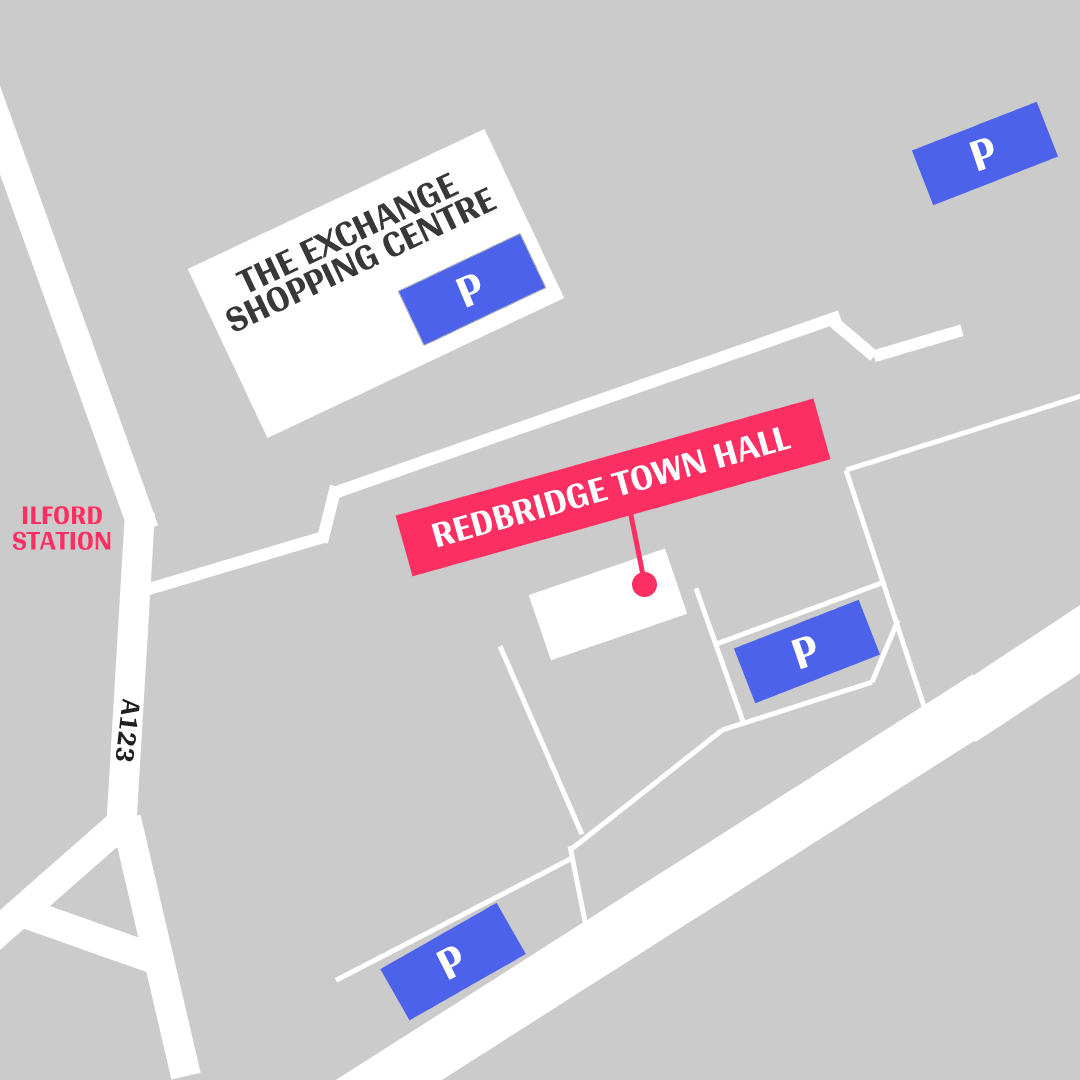 P
THE EXCHANGE
SHOPPING CENTRE
P
REDBRIDGE TOWN HALL
ILFORD
STATION
P
A123
P